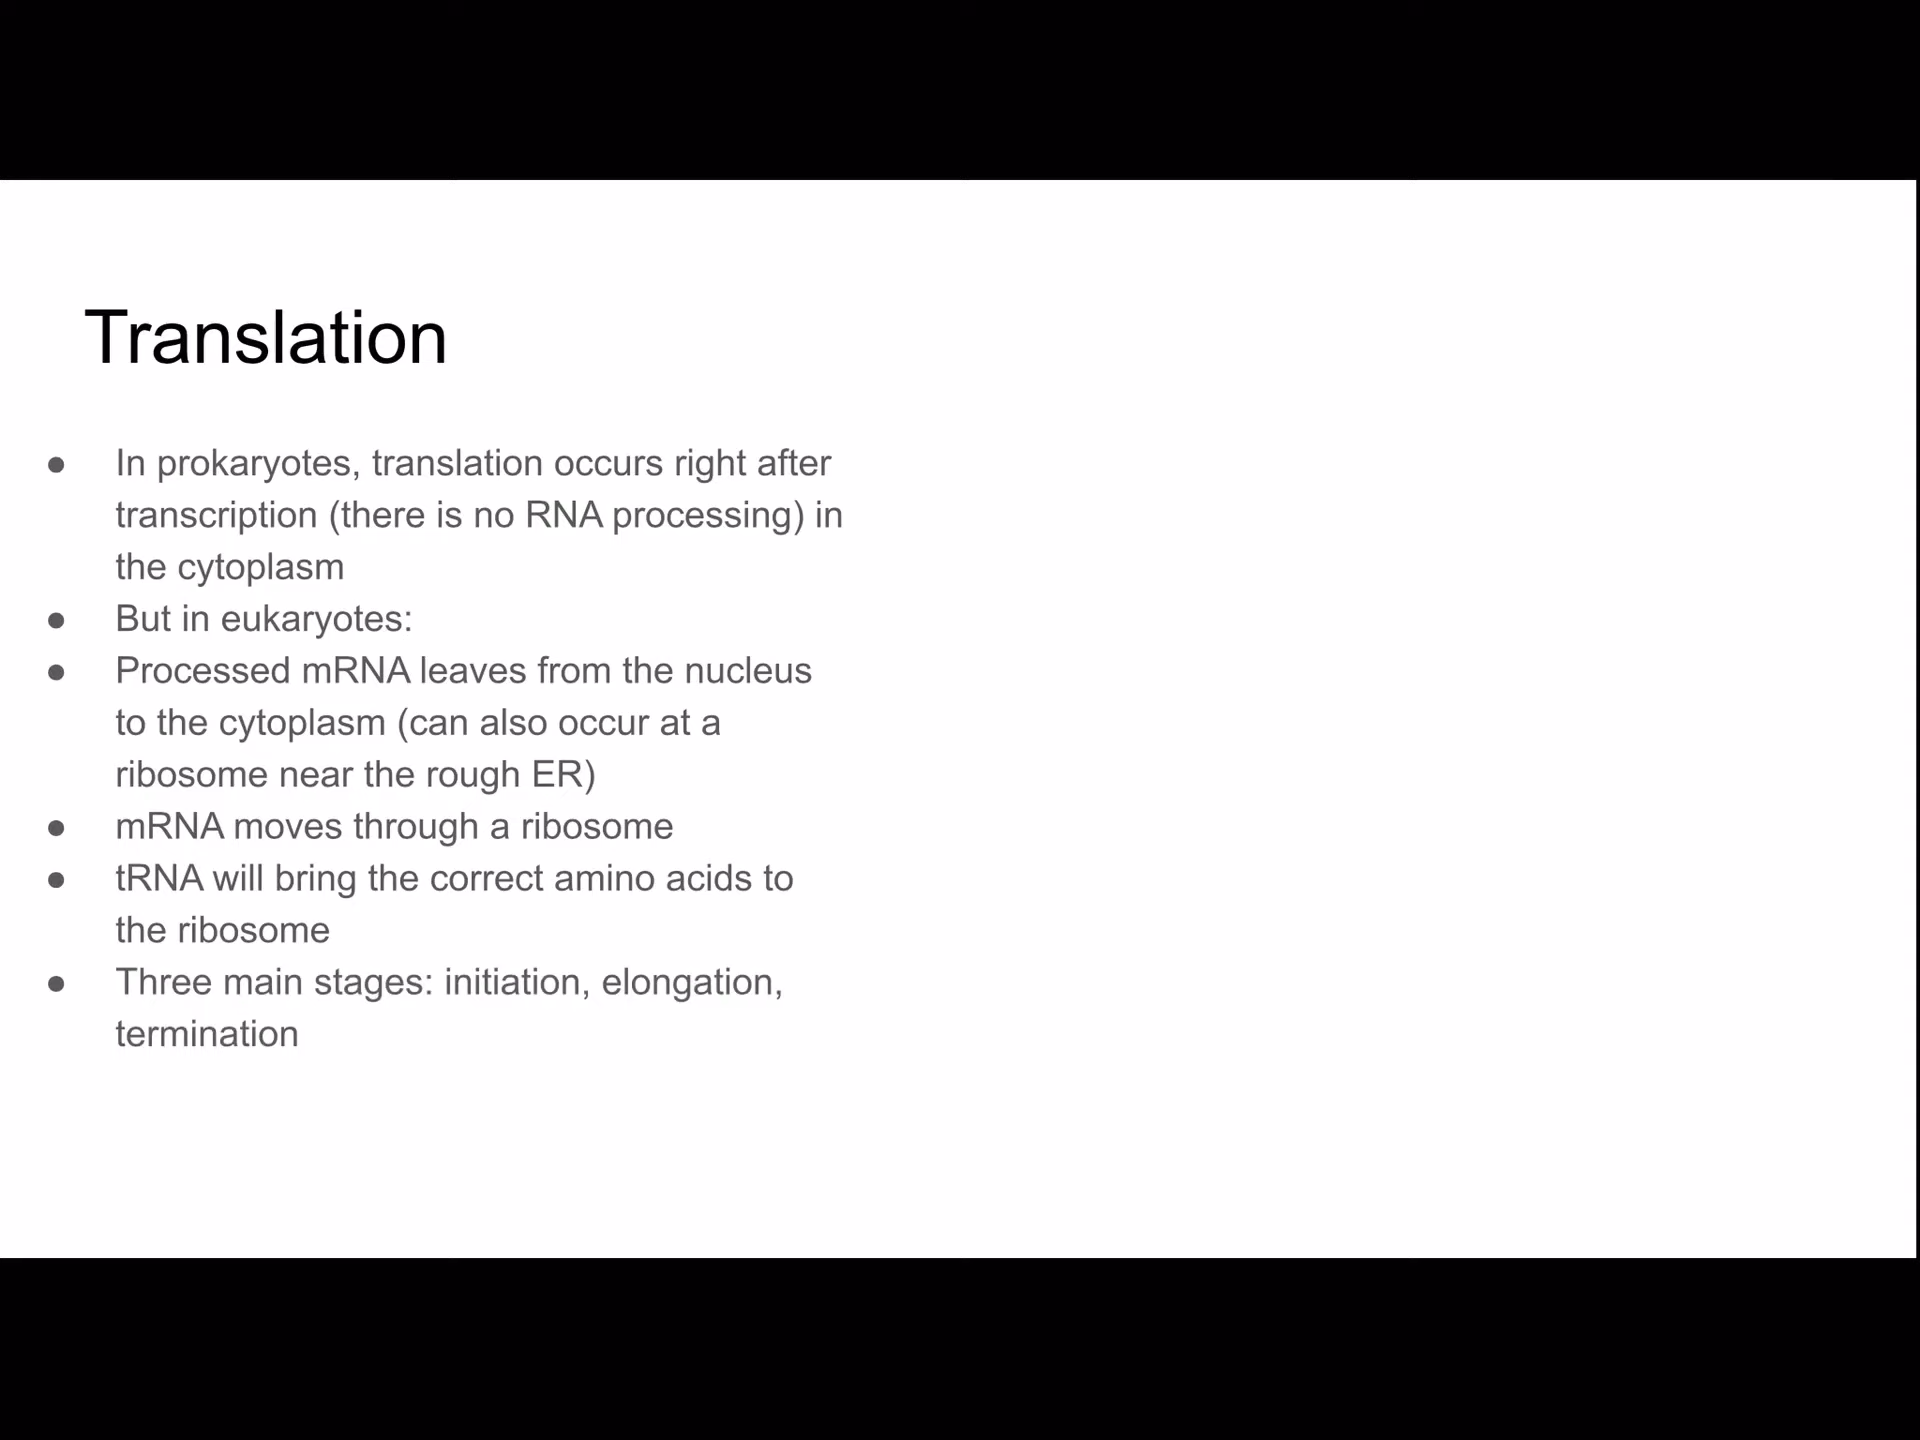 Translation
● In prokaryotes, translation occurs right after
transcription (there is no RNA processing) in
the cytoplasm
● But in eukaryotes:
● Processed mRNA leaves from the nucleus
to the cytoplasm (can also occur at a
ribosome near the rough ER)
● mRNA moves through a ribosome
● tRNA will bring the correct amino acids to
the ribosome
● Three main stages: initiation, elongation,
termination